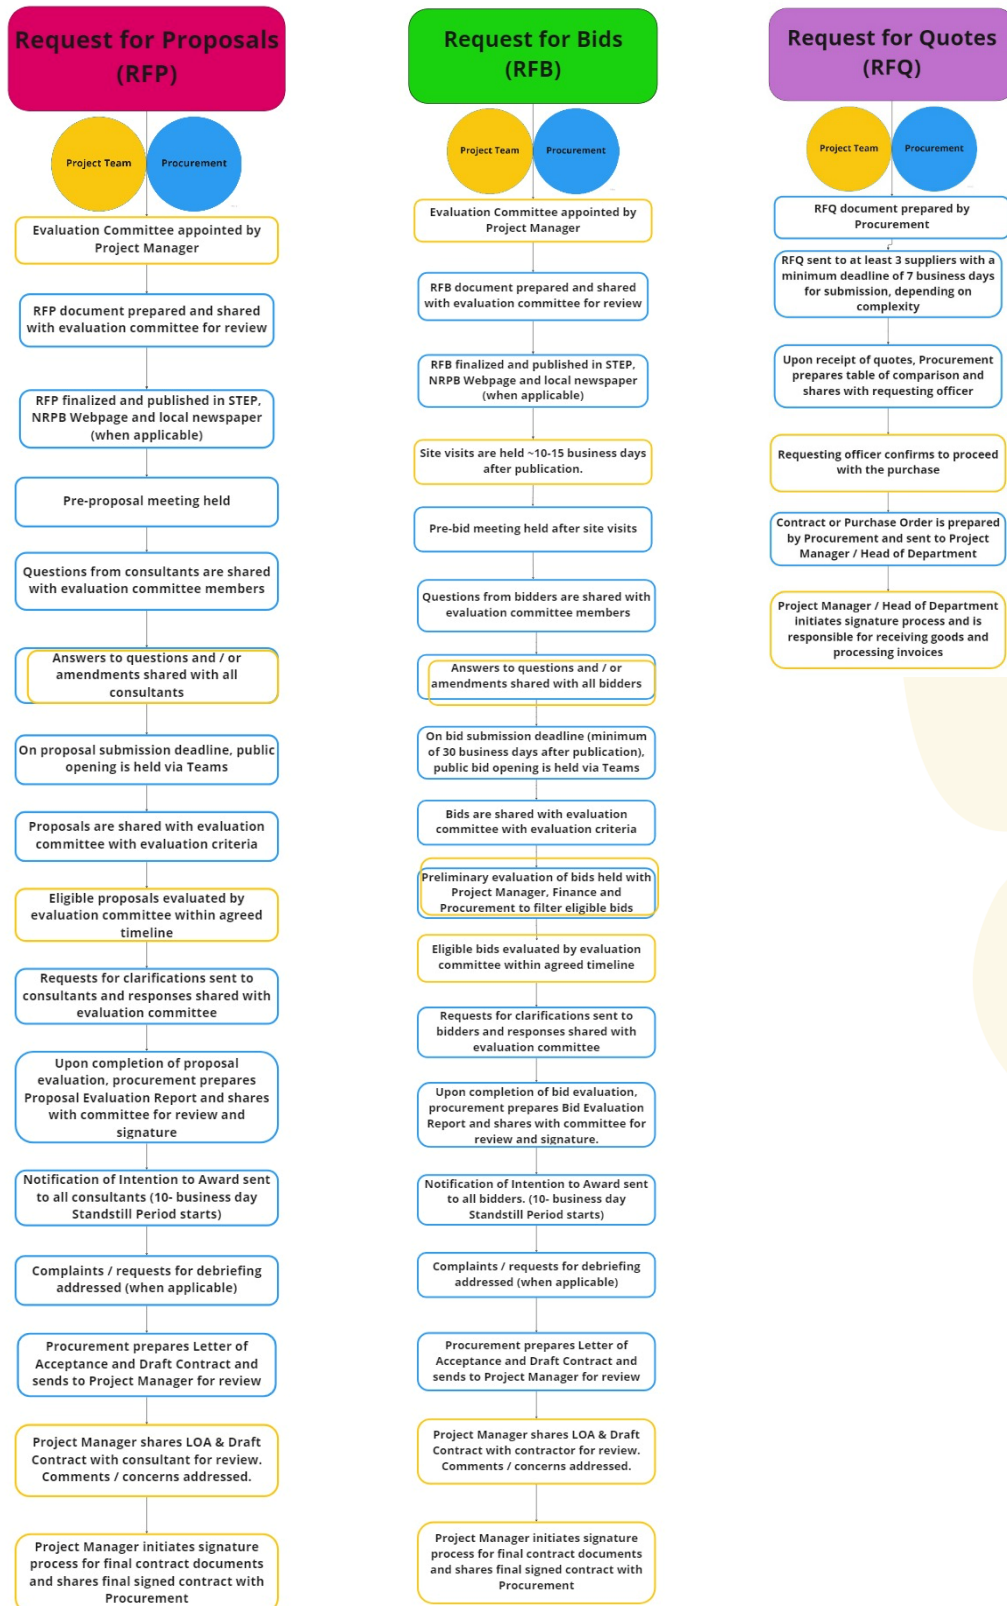 Request for Proposals
(RFP)
Project Team
Procurement
Evaluation Committee appointed by
Project Manager
RFP document prepared and shared
with evaluation committee for review
RFP finalized and published in STEP,
NRPB Webpage and local newspaper
(when applicable)
Pre-proposal meeting held
Questions from consultants are shared
with evaluation committee members
Answers to questions and / or
amendments shared with all
consultants
On proposal submission deadline, public
opening is held via Teams
Proposals are shared with evaluation
committee with evaluation criteria
Eligible proposals evaluated by
evaluation committee within agreed
timeline
Requests for clarifications sent to
consultants and responses shared with
evaluation committee
Upon completion of proposal
evaluation, procurement prepares
Proposal Evaluation Report and shares
with committee for review and
signature
Notification of Intention to Award sent
to all consultants (10- business day
Standstill Period starts)
Complaints / requests for debriefing
addressed (when applicable)
Procurement prepares Letter of
Acceptance and Draft Contract and
sends to Project Manager for review
Project Manager shares LOA & Draft
Contract with consultant for review.
Comments / concerns addressed.
Project Manager initiates signature
process for final contract documents
and shares final signed contract with
Procurement
Request for Bids
(RFB)
Project Team
Procurement
Evaluation Committee appointed by
Project Manager
RFB document prepared and shared
with evaluation committee for review
RFB finalized and published in STEP,
NRPB Webpage and local newspaper
(when applicable)
Site visits are held ~10-15 business days
after publication.
Pre-bid meeting held after site visits
Questions from bidders are shared with
evaluation committee members
Answers to questions and / or
amendments shared with all bidders
On bid submission deadline (minimum
of 30 business days after publication),
public bid opening is held via Teams
Bids are shared with evaluation
committee with evaluation criteria
Preliminary evaluation of bids held with
Project Manager, Finance and
Procurement to filter eligible bids
Eligible bids evaluated by evaluation
committee within agreed timeline
Requests for clarifications sent to
bidders and responses shared with
evaluation committee
Upon completion of bid evaluation,
procurement prepares Bid Evaluation
Report and shares with committee for
review and signature.
Notification of Intention to Award sent
to all bidders. (10- business day
Standstill Period starts)
Complaints / requests for debriefing
addressed (when applicable)
Procurement prepares Letter of
Acceptance and Draft Contract and
sends to Project Manager for review
Project Manager shares LOA & Draft
Contract with contractor for review.
Comments / concerns addressed.
Project Manager initiates signature
process for final contract documents
and shares final signed contract with
Procurement
Request for Quotes
(RFQ)
Project Team
Procurement
RFQ document prepared by
Procurement
RFQ sent to at least 3 suppliers with a
minimum deadline of 7 business days
for submission, depending on
complexity
Upon receipt of quotes, Procurement
prepares table of comparison and
shares with requesting officer
Requesting officer confirms to proceed
with the purchase
Contract or Purchase Order is prepared
by Procurement and sent to Project
Manager / Head of Department
Project Manager / Head of Department
initiates signature process and is
responsible for receiving goods and
processing invoices